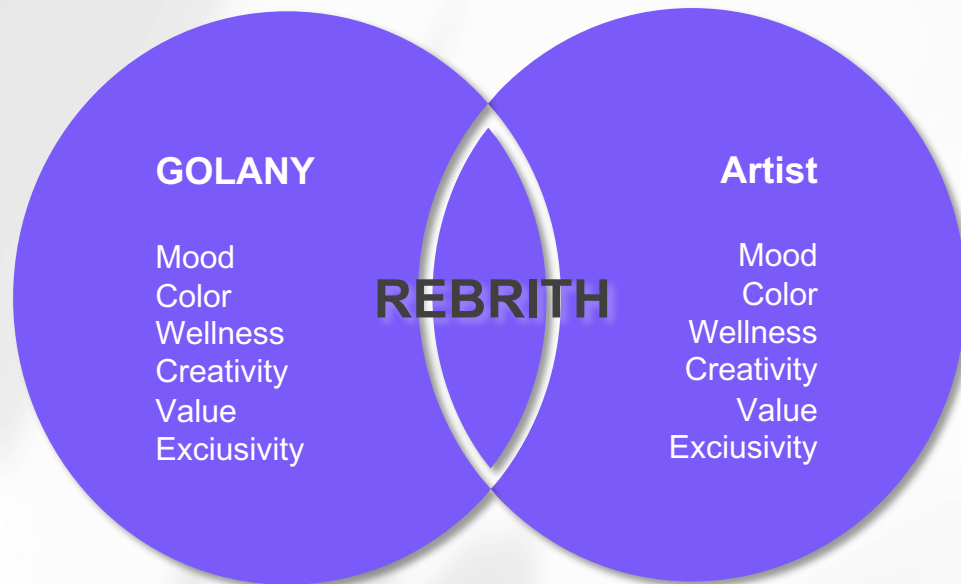 GOLANY
Mood
Color
Wellness
Creativity
Value
Exciusivity
REBRITH
Artist
Mood
Color
Wellness
Creativity
Value
Exciusivity